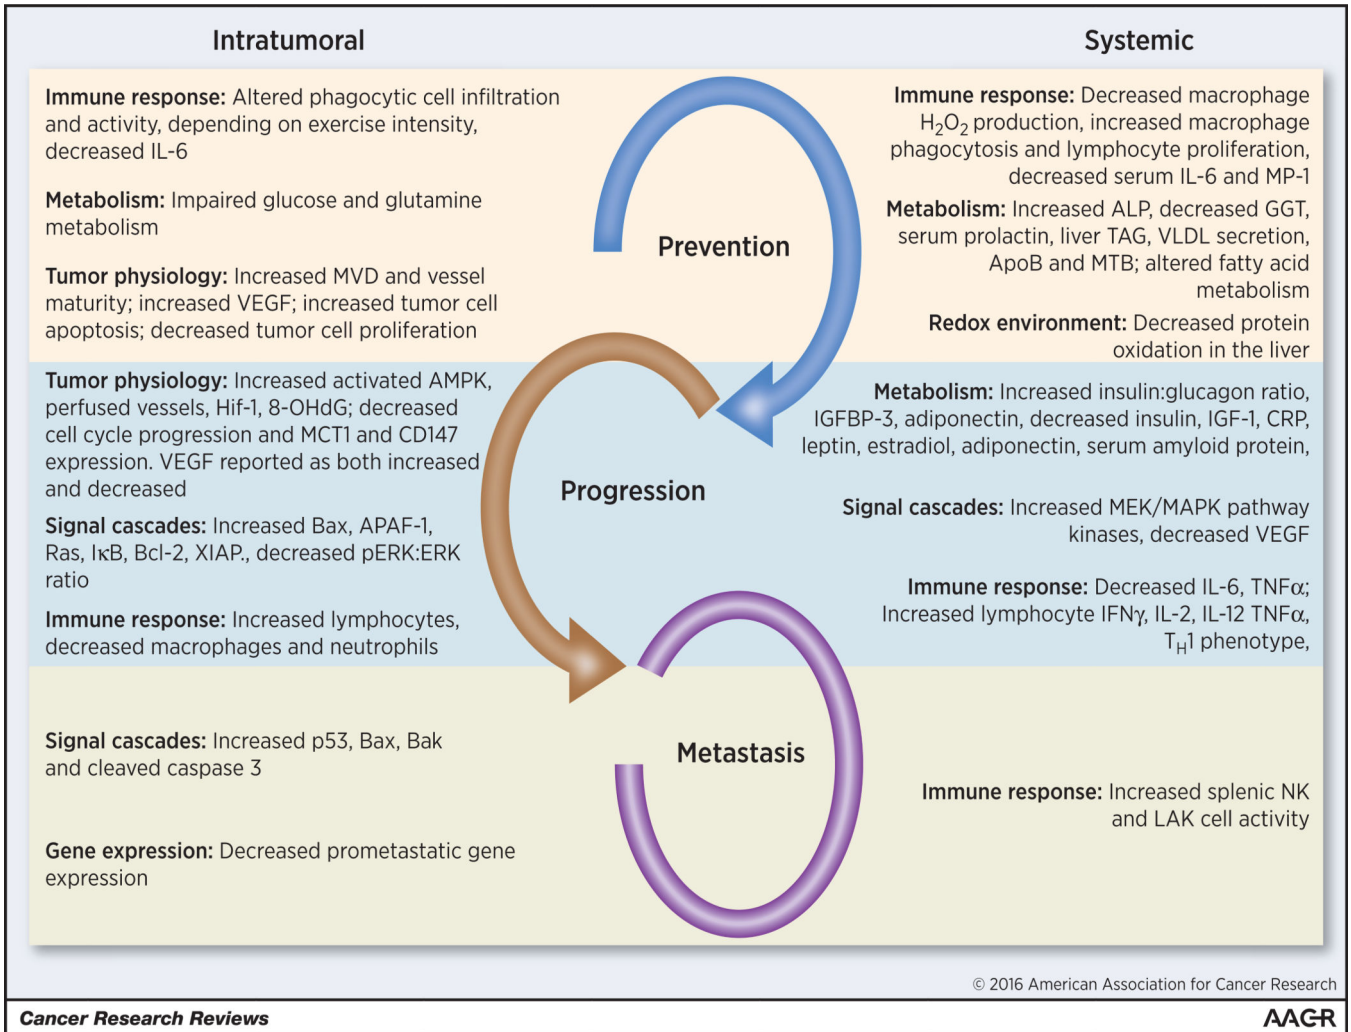 Intratumoral
Systemic
Immune response: Altered phagocytic cell infiltration
and activity, depending on exercise intensity,
decreased IL-6
Metabolism: Impaired glucose and glutamine
metabolism
Tumor physiology: Increased MVD and vessel
maturity; increased VEGF; increased tumor cell
apoptosis; decreased tumor cell proliferation
Prevention
Immune response: Decreased macrophage
H₂O₂ production, increased macrophage
phagocytosis and lymphocyte proliferation,
decreased serum IL-6 and MP-1
Metabolism: Increased ALP, decreased GGT,
serum prolactin, liver TAG, VLDL secretion,
ApoB and MTB; altered fatty acid
metabolism
Redox environment: Decreased protein
oxidation in the liver
Tumor physiology: Increased activated AMPK,
perfused vessels, Hif-1, 8-OHdG; decreased
cell cycle progression and MCT1 and CD147
expression. VEGF reported as both increased
and decreased
Signal cascades: Increased Bax, APAF-1,
Ras, IκB, Bcl-2, XIAP., decreased pERK:ERK
ratio
Immune response: Increased lymphocytes,
decreased macrophages and neutrophils
Progression
Metabolism: Increased insulin:glucagon ratio,
IGFBP-3, adiponectin, decreased insulin, IGF-1, CRP,
leptin, estradiol, adiponectin, serum amyloid protein,
Signal cascades: Increased MEK/MAPK pathway
kinases, decreased VEGF
Immune response: Decreased IL-6, TNFα;
Increased lymphocyte IFNγ, IL-2, IL-12 TNFα,
T_H1 phenotype,
Signal cascades: Increased p53, Bax, Bak
and cleaved caspase 3
Gene expression: Decreased prometastatic gene
expression
Metastasis
Immune response: Increased splenic NK
and LAK cell activity
© 2016 American Association for Cancer Research
Cancer Research Reviews
AACR